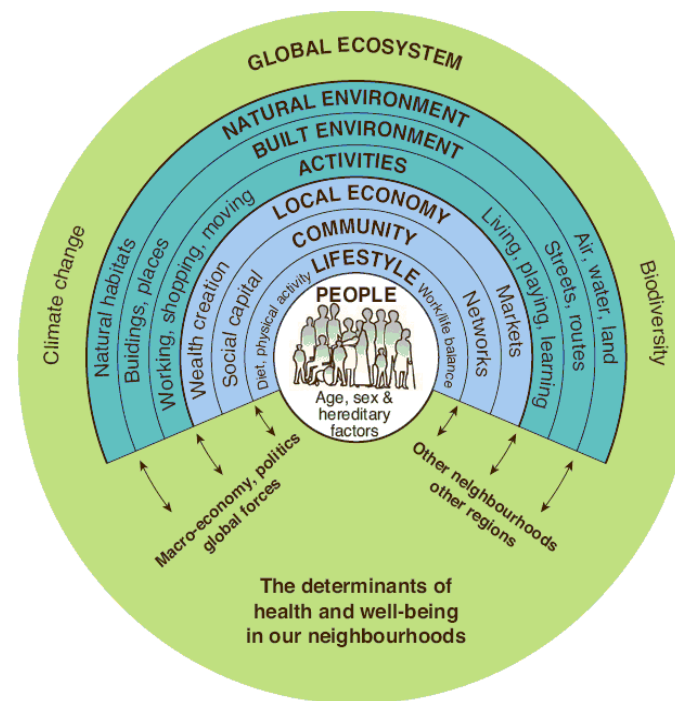 GLOBAL ECOSYSTEM
NATURAL ENVIRONMENT
BUILT ENVIRONMENT
ACTIVITIES
LOCAL ECONOMY
COMMUNITY
LIFESTYLE
PEOPLE
Age, sex &
hereditary
factors
Climate change
Natural habitats
Buidings, places
Working, shopping, moving
Wealth creation
Social capital
Diet, physical activity
Work/life balance
Networks
Markets
Living, playing, learning
Streets, routes
Air, water, land
Biodiversity
Macro-economy, politics
global forces
Other neighbourhoods
other regions
The determinants of
health and well-being
in our neighbourhoods